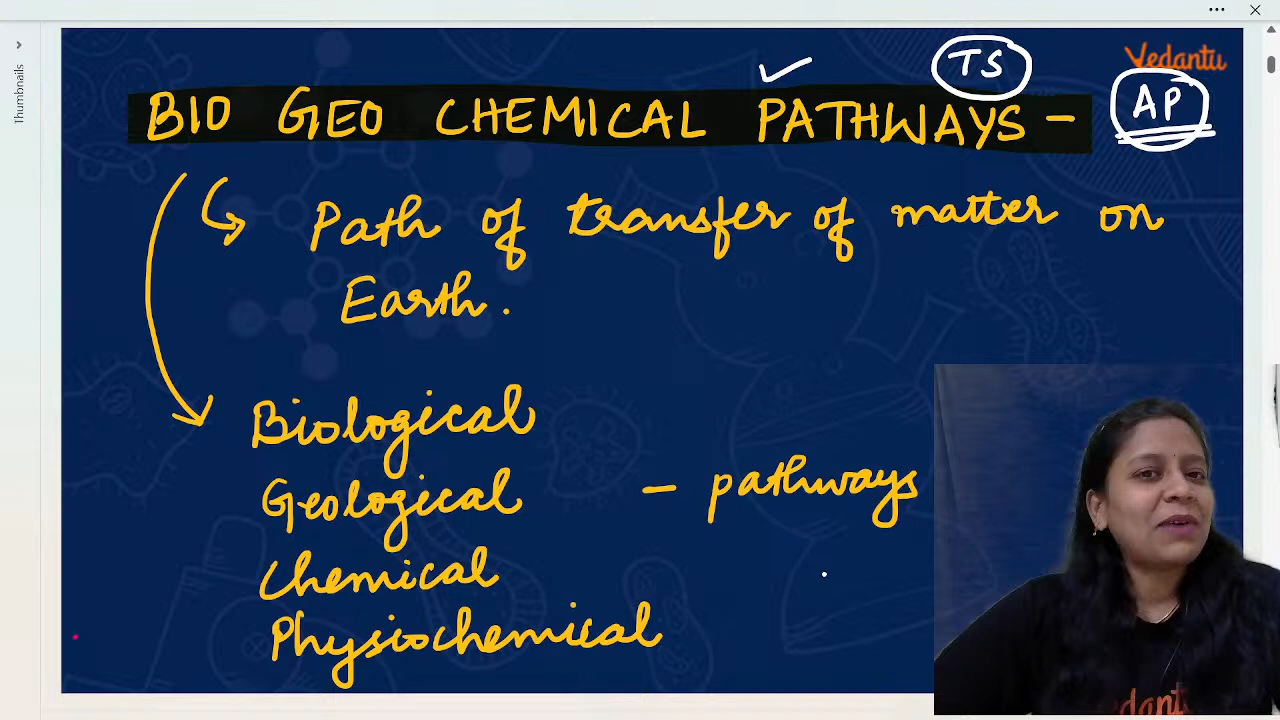 Thumbnails
TS
Vedantu
BIO GEO CHEMICAL PATHWAYS -
AP
Path of transfer of matter on
Earth.
Biological
Geological
- pathways
Chemical
Physiochemical
edantu